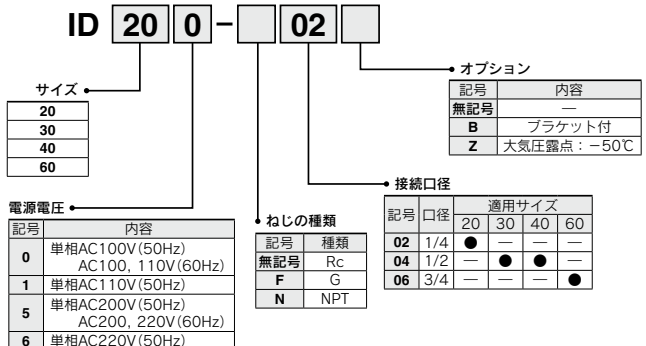 ID 20 0 - 02
オプション
記号 内容
無記号 —
B ブラケット付
Z 大気圧露点：−50℃
サイズ
20
30
40
60
接続口径
記号 口径 適用サイズ
20 30 40 60
02 1/4 ● — — —
04 1/2 — ● ● —
06 3/4 — — — ●
電源電圧
記号 内容
0 単相AC100V(50Hz)
AC100, 110V(60Hz)
1 単相AC110V(50Hz)
5 単相AC200V(50Hz)
AC200, 220V(60Hz)
6 単相AC220V(50Hz)
ねじの種類
記号 種類
無記号 Rc
F G
N NPT